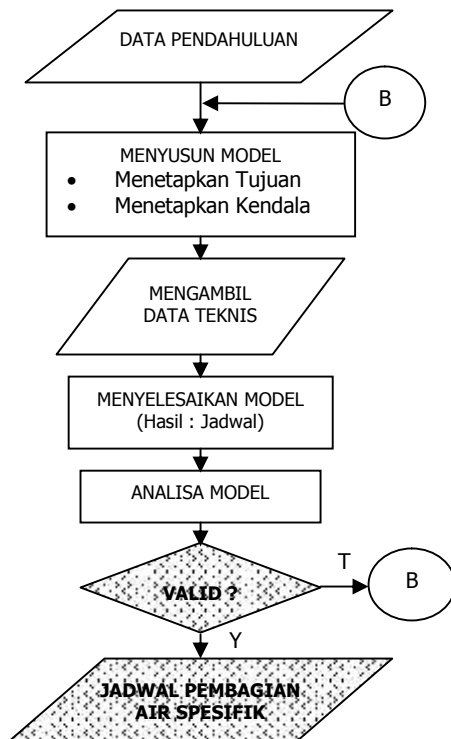 DATA PENDAHULUAN
B
MENYUSUN MODEL
• Menetapkan Tujuan
• Menetapkan Kendala
MENGAMBIL
DATA TEKNIS
MENYELESAIKAN MODEL
(Hasil : Jadwal)
ANALISA MODEL
VALID ?
T
B
Y
JADWAL PEMBAGIAN
AIR SPESIFIK